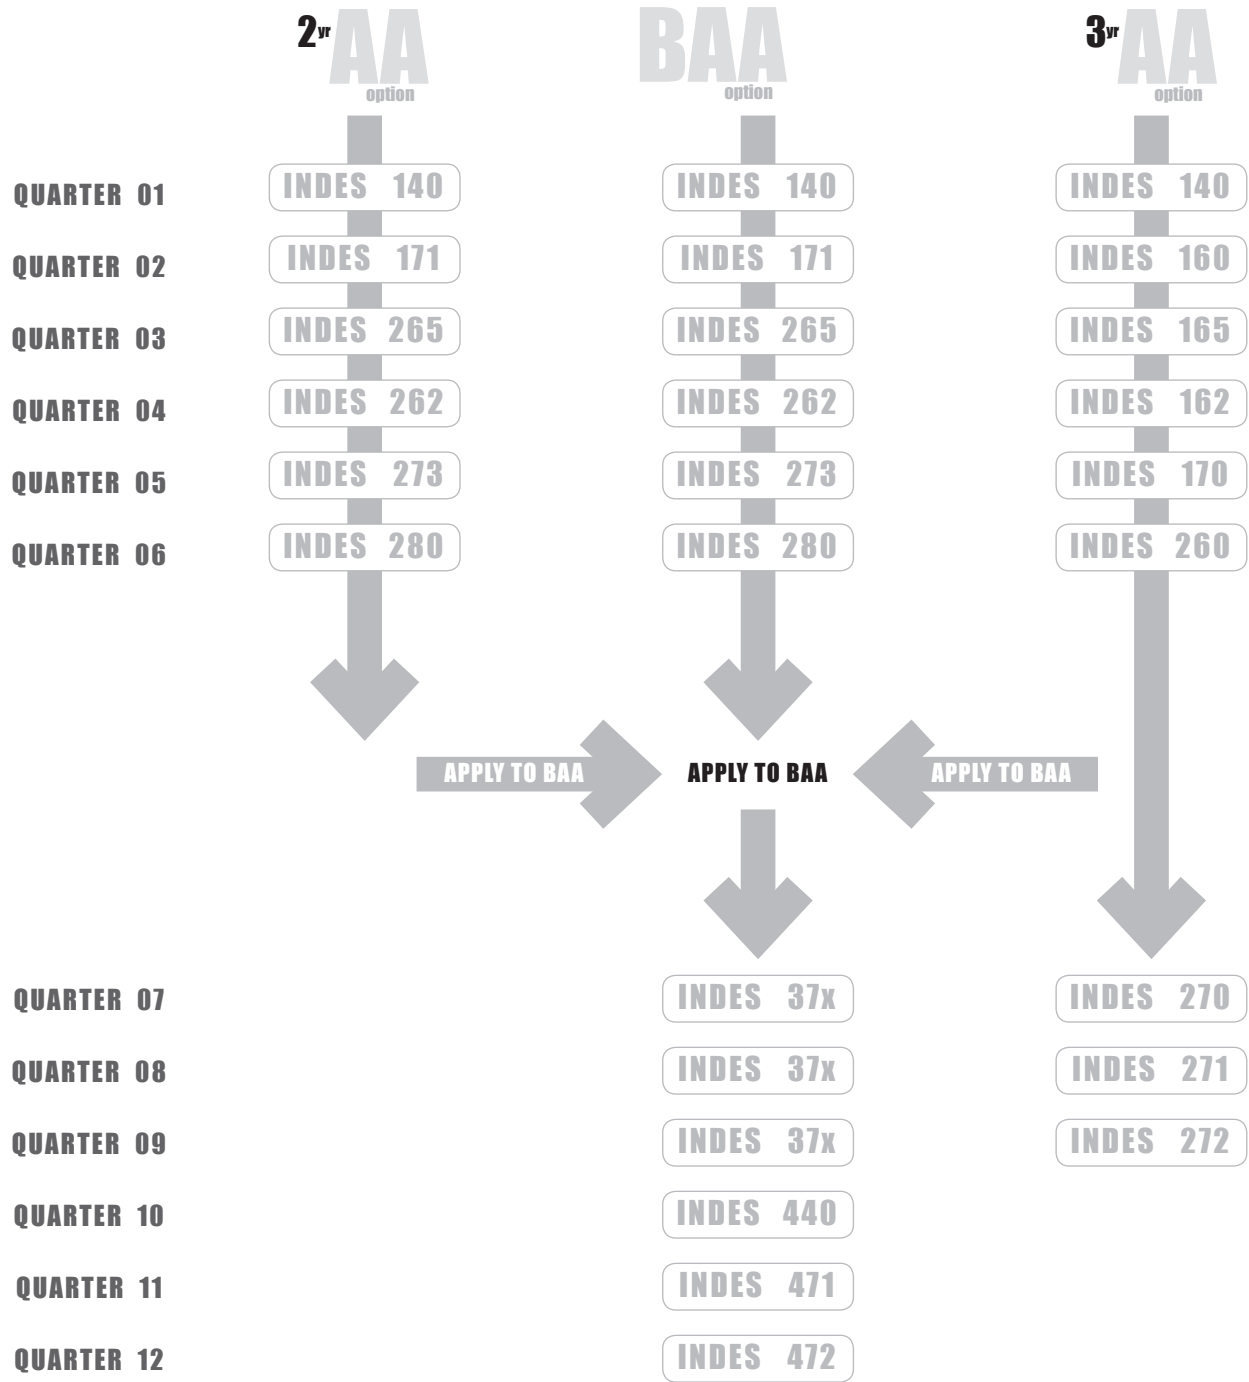 2yr AA option BAA option 3yr AA option
QUARTER 01 INDES 140 INDES 140 INDES 140
QUARTER 02 INDES 171 INDES 171 INDES 160
QUARTER 03 INDES 265 INDES 265 INDES 165
QUARTER 04 INDES 262 INDES 262 INDES 162
QUARTER 05 INDES 273 INDES 273 INDES 170
QUARTER 06 INDES 280 INDES 280 INDES 260
APPLY TO BAA APPLY TO BAA APPLY TO BAA
QUARTER 07 INDES 37x INDES 270
QUARTER 08 INDES 37x INDES 271
QUARTER 09 INDES 37x INDES 272
QUARTER 10 INDES 440
QUARTER 11 INDES 471
QUARTER 12 INDES 472